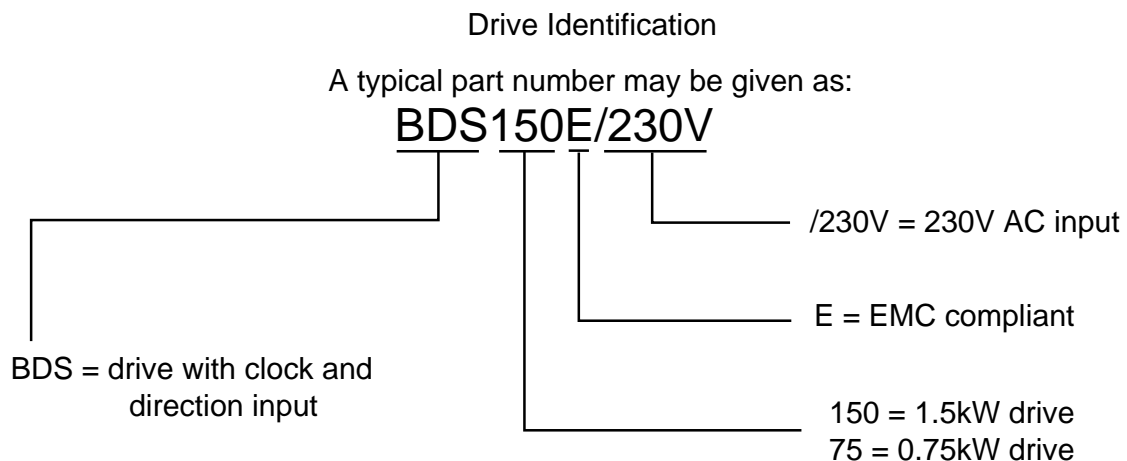 Drive Identification
A typical part number may be given as:
BDS150E/230V
/230V = 230V AC input
E = EMC compliant
BDS = drive with clock and
direction input
150 = 1.5kW drive
75 = 0.75kW drive